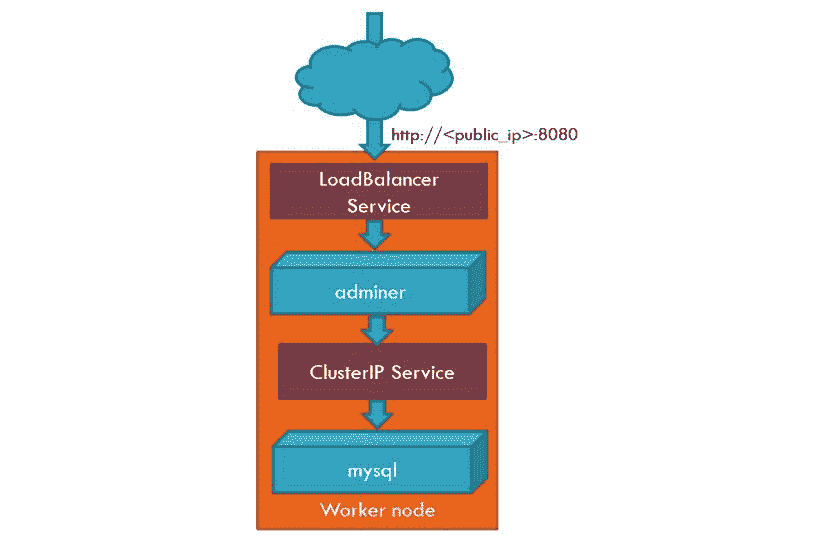 http://<public_ip>:8080
LoadBalancer
Service
adminer
ClusterIP Service
mysql
Worker node